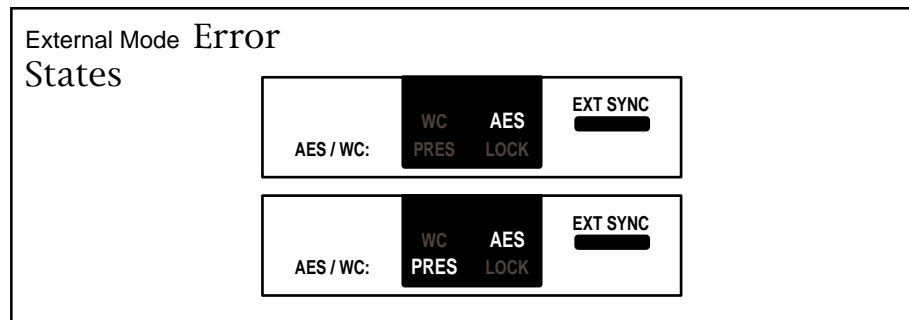 External Mode Error
States
EXT SYNC
WC AES
AES / WC: PRES LOCK
EXT SYNC
WC AES
AES / WC: PRES LOCK